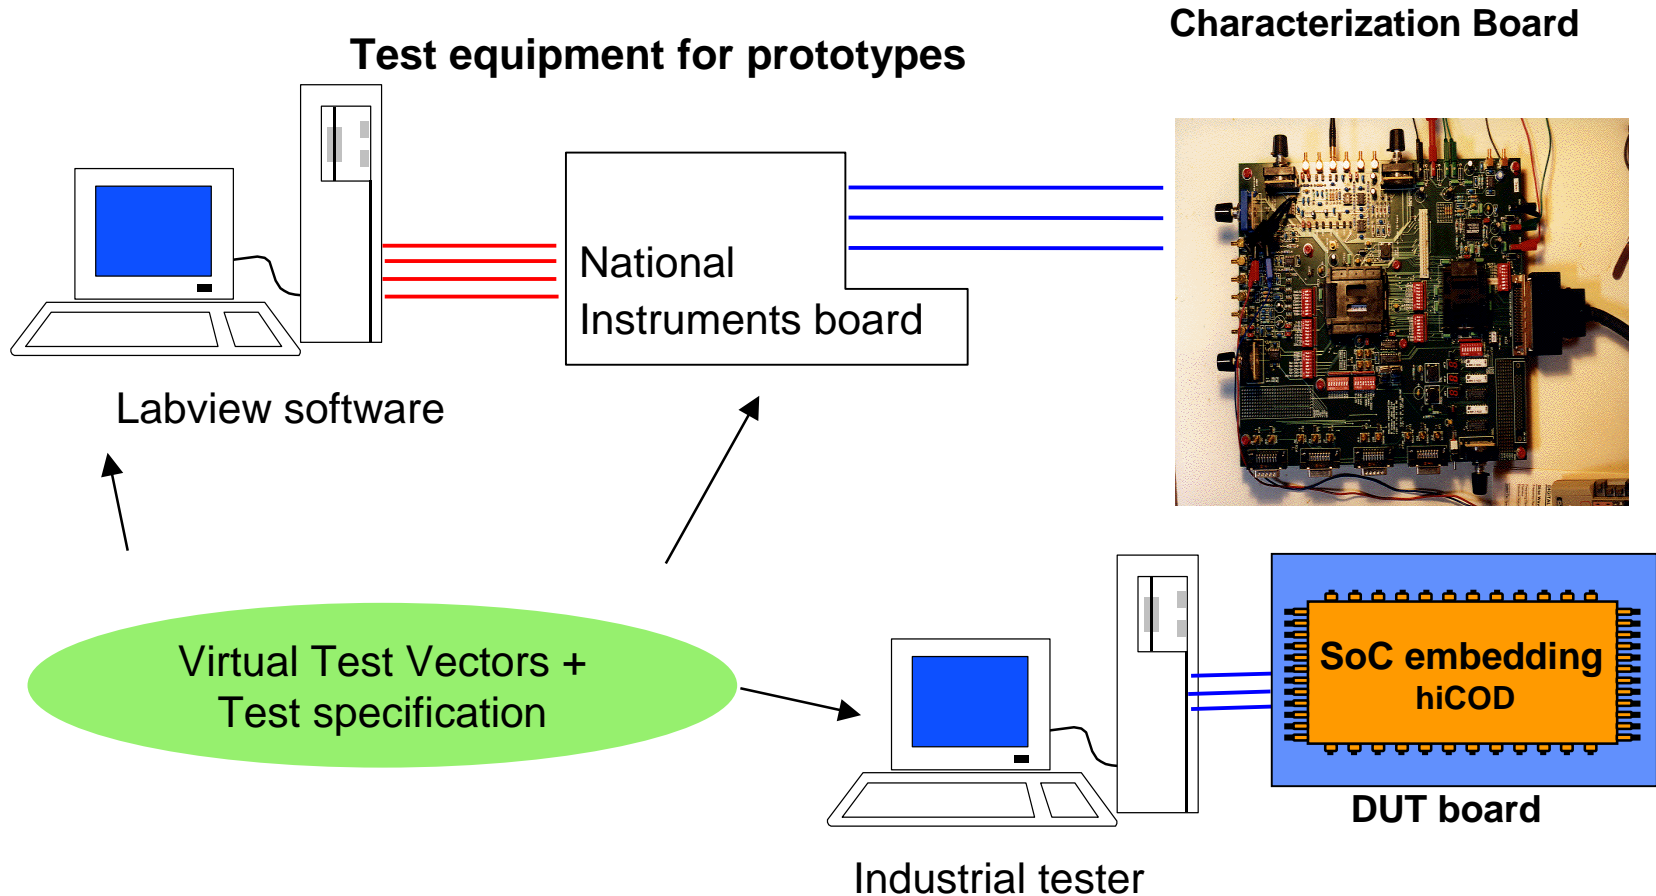 Characterization Board
Test equipment for prototypes
National
Instruments board
Labview software
Virtual Test Vectors +
Test specification
SoC embedding
hiCOD
DUT board
Industrial tester